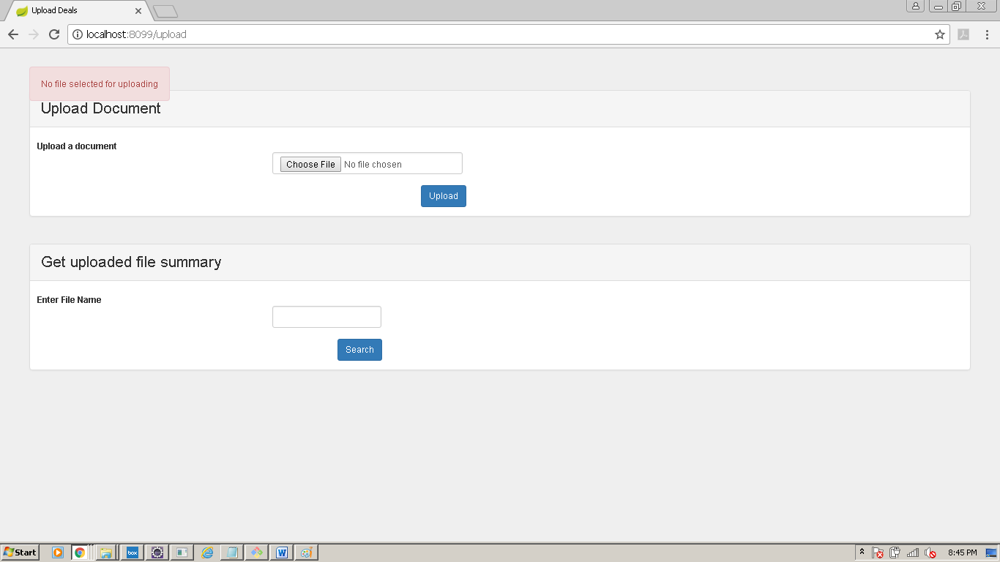 Upload Deals
localhost:8099/upload
No file selected for uploading
Upload Document
Upload a document
Choose File No file chosen
Upload
Get uploaded file summary
Enter File Name
Search
Start
box
W
8:45 PM